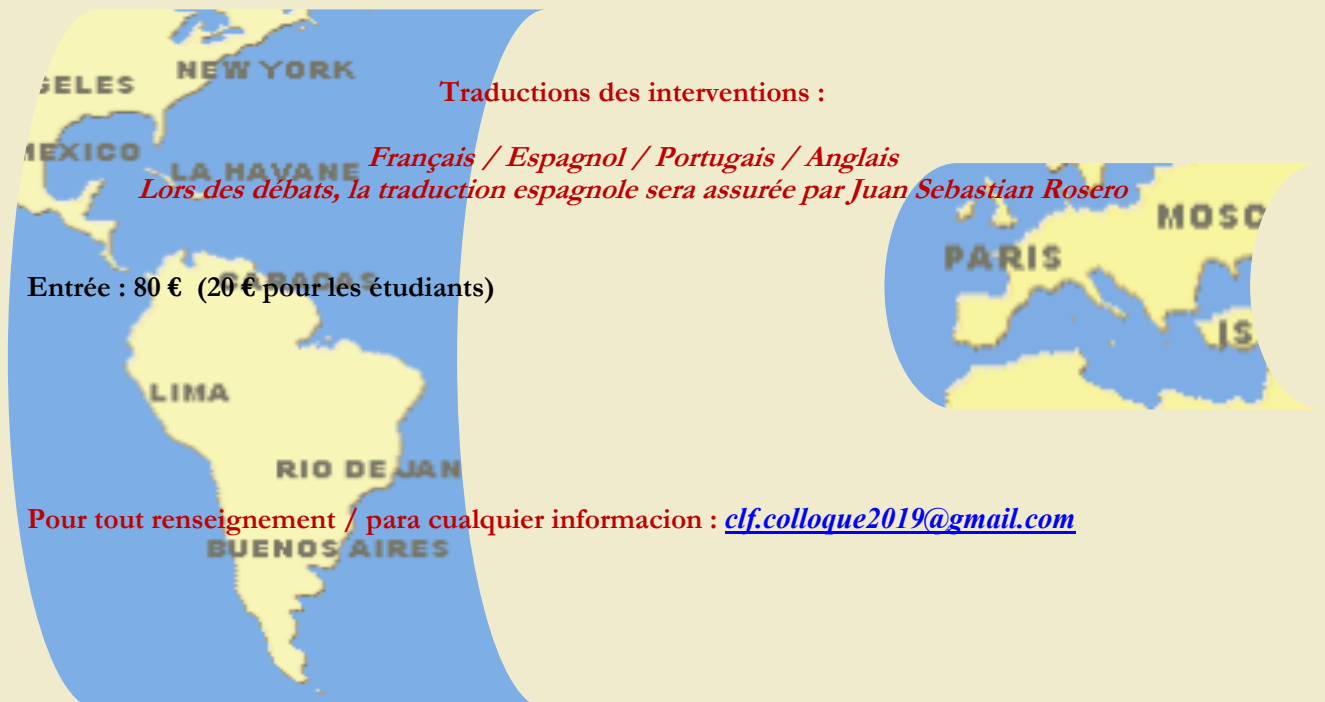 NEW YORK
GELES
Traductions des interventions :
MEXICO
LA HAVANE
Français / Espagnol / Portugais / Anglais
Lors des débats, la traduction espagnole sera assurée par Juan Sebastian Rosero
MOSC
PARIS
CARACAS
Entrée : 80 € (20 € pour les étudiants)
IS
LIMA
RIO DE JAN
Pour tout renseignement / para cualquier informacion : clf.colloque2019@gmail.com
BUENOS AIRES